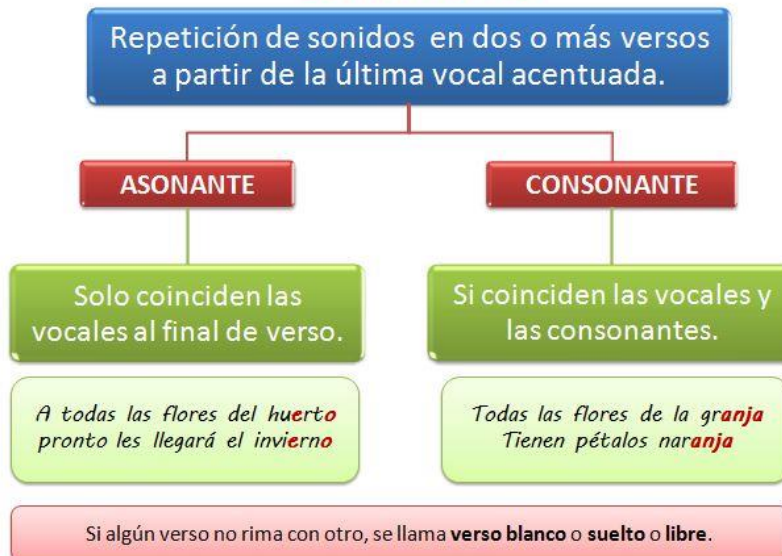 Repetición de sonidos en dos o más versos
a partir de la última vocal acentuada.
ASONANTE
CONSONANTE
Solo coinciden las
vocales al final de verso.
Si coinciden las vocales y
las consonantes.
A todas las flores del huerto
pronto les llegará el invierno
Todas las flores de la granja
Tienen pétalos naranja
Si algún verso no rima con otro, se llama verso blanco o suelto o libre.